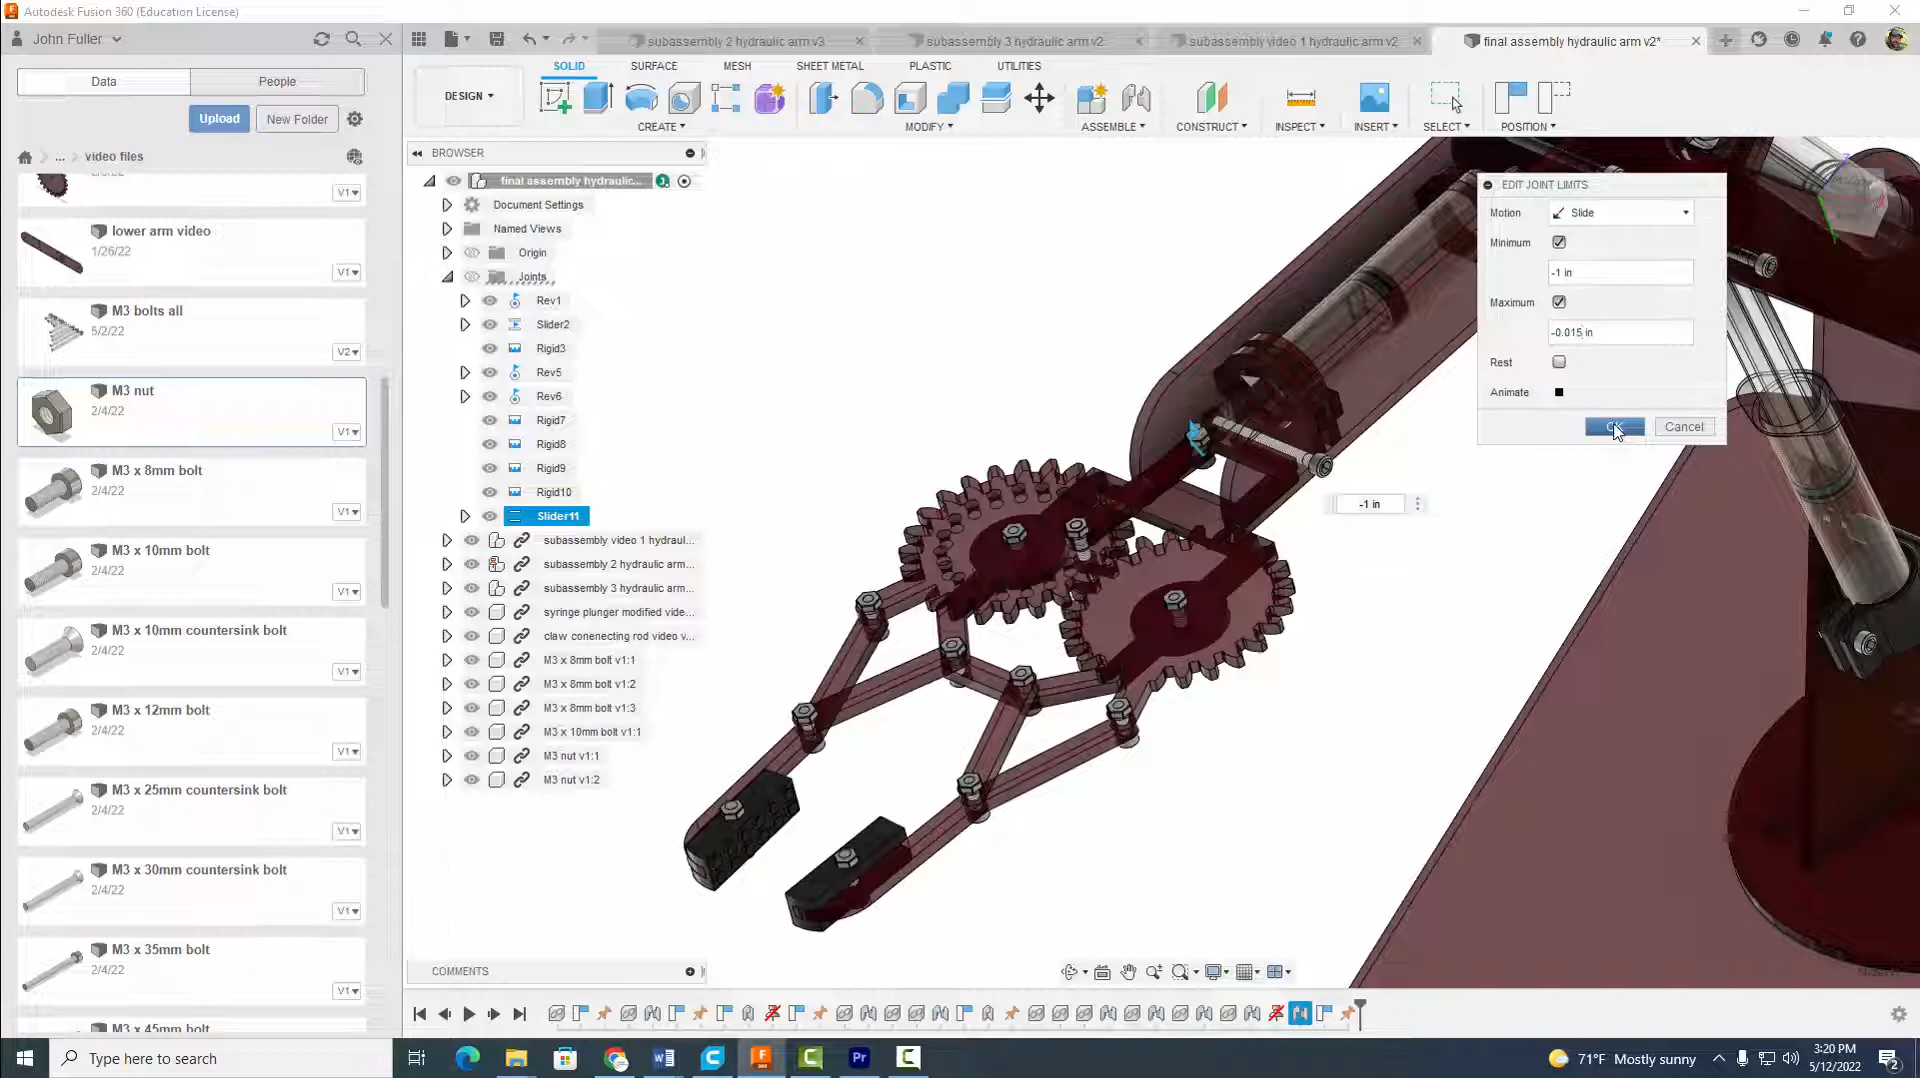 Autodesk Fusion 360 (Education License)
John Fuller
subassembly 2 hydraulic arm v3
subassembly 3 hydraulic arm v2
subassembly video 1 hydraulic arm v2
final assembly hydraulic arm v2*
Data
People
Upload
New Folder
... video files
SOLID
SURFACE
MESH
SHEET METAL
PLASTIC
UTILITIES
DESIGN
CREATE
MODIFY
ASSEMBLE
CONSTRUCT
INSPECT
INSERT
SELECT
POSITION
V1
lower arm video
1/26/22
V1
M3 bolts all
5/2/22
V2
M3 nut
2/4/22
V1
M3 x 8mm bolt
2/4/22
V1
M3 x 10mm bolt
2/4/22
V1
M3 x 10mm countersink bolt
2/4/22
V1
M3 x 12mm bolt
2/4/22
V1
M3 x 25mm countersink bolt
2/4/22
V1
M3 x 30mm countersink bolt
2/4/22
V1
M3 x 35mm bolt
2/4/22
V1
M3 x 45mm bolt
BROWSER
final assembly hydraulic...
Document Settings
Named Views
Origin
Joints
Rev1
Slider2
Rigid3
Rev5
Rev6
Rigid7
Rigid8
Rigid9
Rigid10
Slider11
subassembly video 1 hydraul...
subassembly 2 hydraulic arm...
subassembly 3 hydraulic arm...
syringe plunger modified vide...
claw conenecting rod video v...
M3 x 8mm bolt v1:1
M3 x 8mm bolt v1:2
M3 x 8mm bolt v1:3
M3 x 10mm bolt v1:1
M3 nut v1:1
M3 nut v1:2
EDIT JOINT LIMITS
Motion
Slide
Minimum
-1 in
Maximum
-0.015 in
Rest
Animate
OK
Cancel
-1 in
COMMENTS
Type here to search
71°F Mostly sunny
3:20 PM
5/12/2022
2